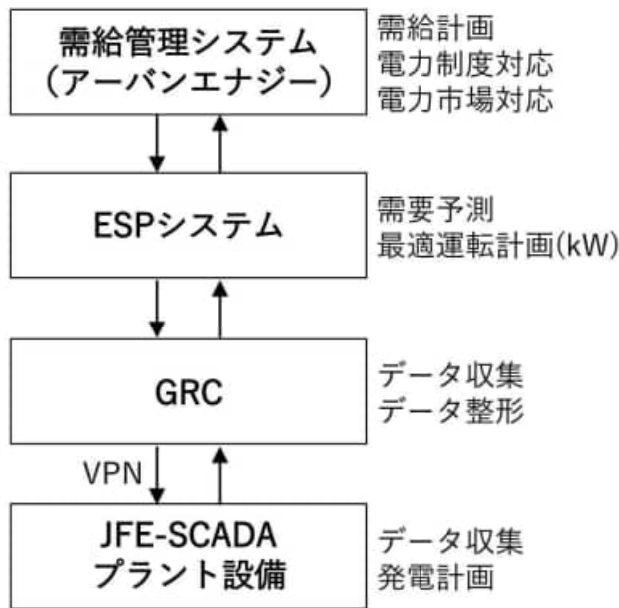 需給管理システム
（アーバンエナジー）
需給計画
電力制度対応
電力市場対応
ESPシステム
需要予測
最適運転計画(kW)
GRC
データ収集
データ整形
VPN
JFE-SCADA
プラント設備
データ収集
発電計画